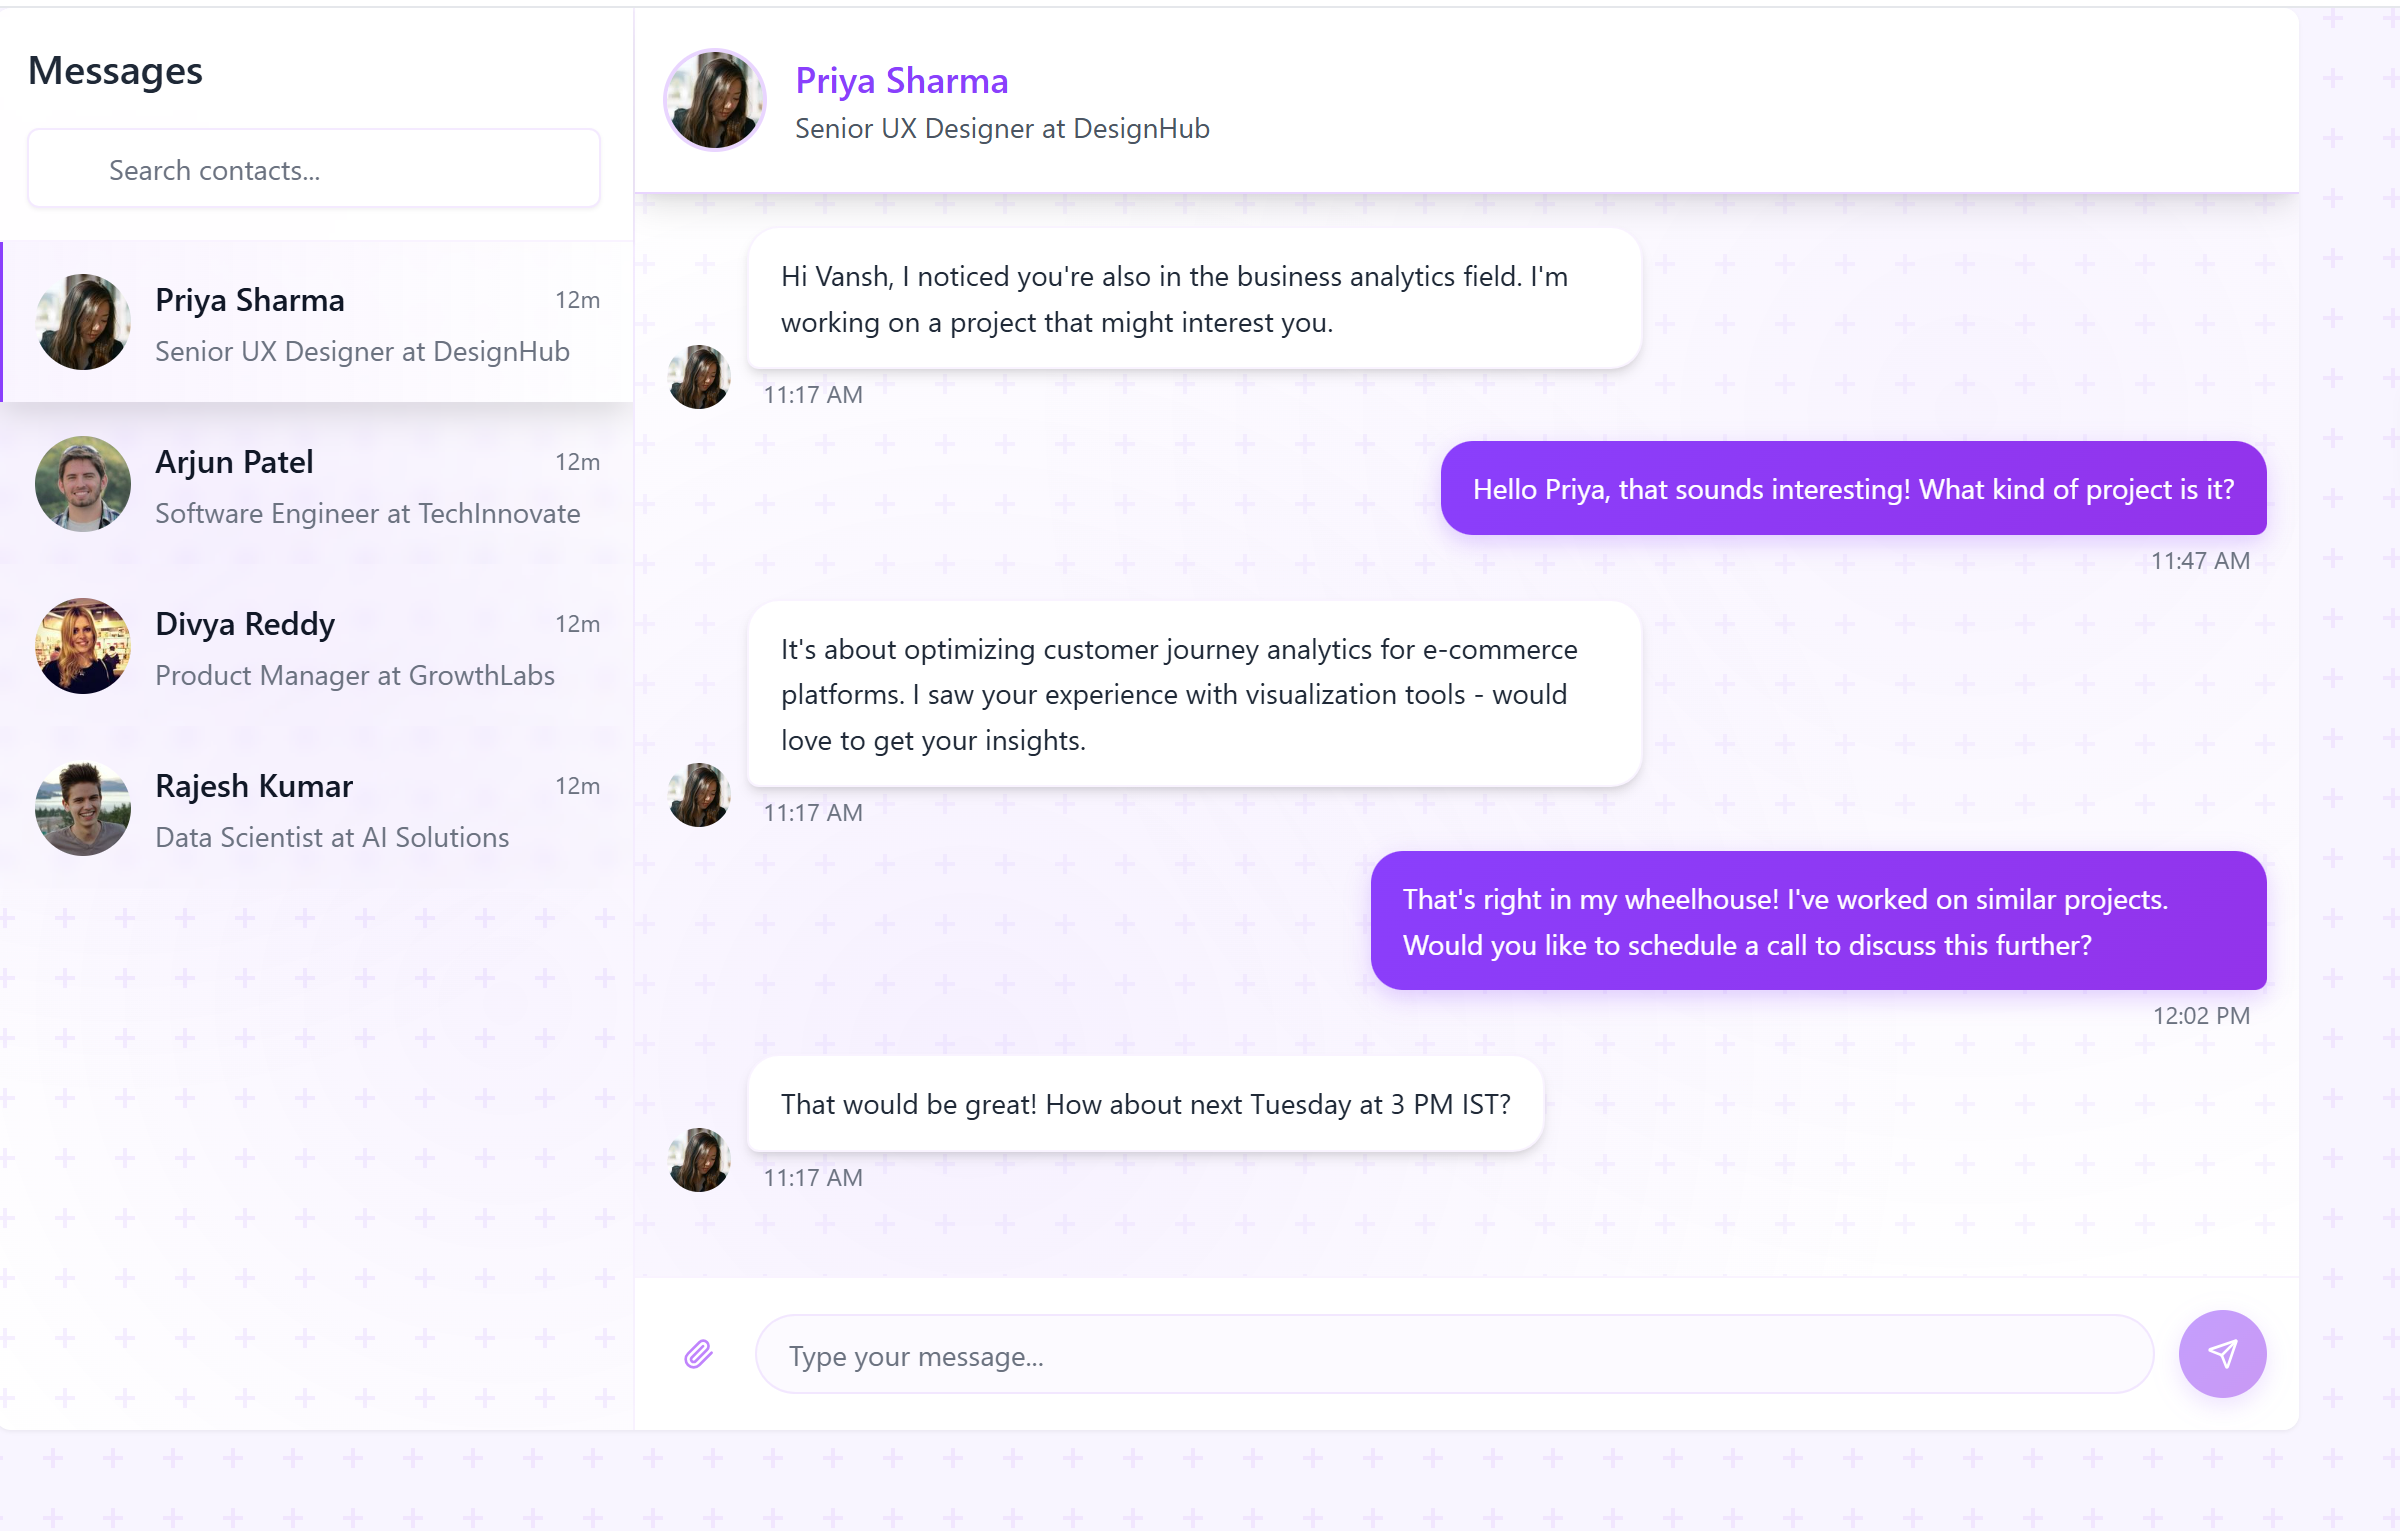 Messages
Search contacts...
Priya Sharma
12m
Senior UX Designer at DesignHub
Arjun Patel
12m
Software Engineer at TechInnovate
Divya Reddy
12m
Product Manager at GrowthLabs
Rajesh Kumar
12m
Data Scientist at AI Solutions
Priya Sharma
Senior UX Designer at DesignHub
Hi Vansh, I noticed you're also in the business analytics field. I'm
working on a project that might interest you.
11:17 AM
Hello Priya, that sounds interesting! What kind of project is it?
11:47 AM
It's about optimizing customer journey analytics for e-commerce
platforms. I saw your experience with visualization tools - would
love to get your insights.
11:17 AM
That's right in my wheelhouse! I've worked on similar projects.
Would you like to schedule a call to discuss this further?
12:02 PM
That would be great! How about next Tuesday at 3 PM IST?
11:17 AM
Type your message...